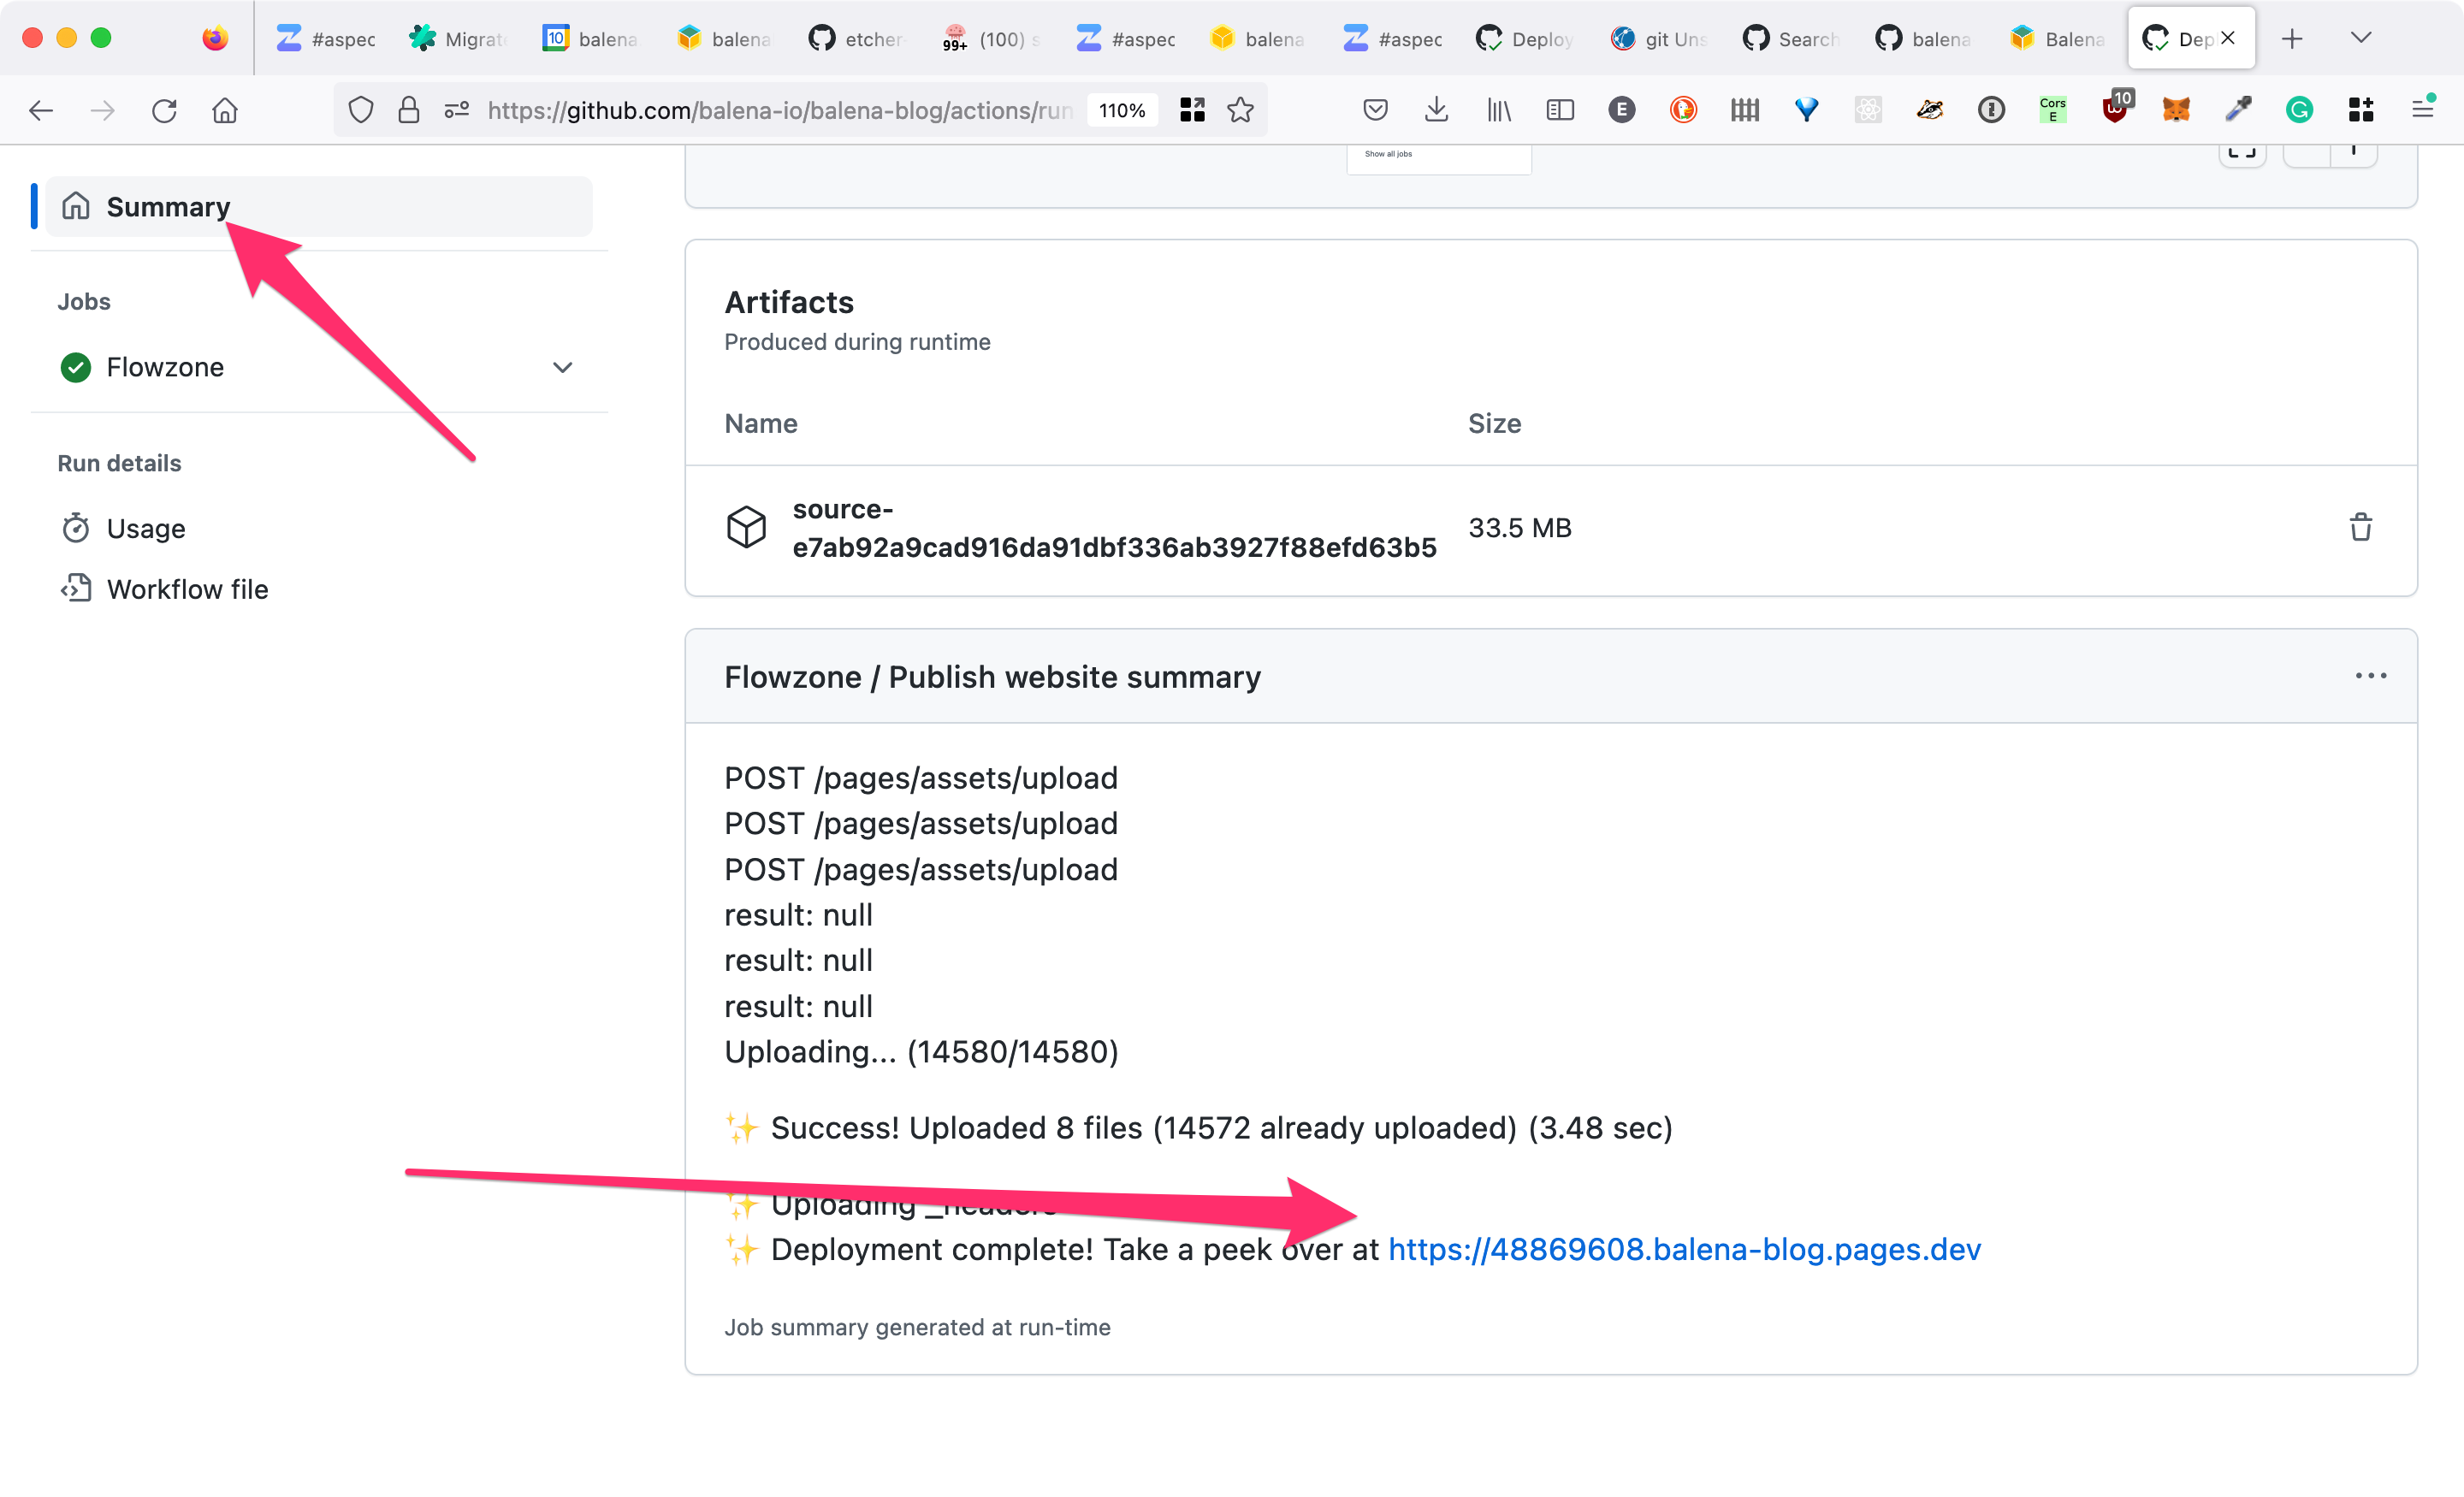 #aspec
Migrat
10
balena
balena
etcher
99+
(100) s
#aspec
balena
#aspec
Deploy
git Uns
Search
balena
Balena
Dep
https://github.com/balena-io/balena-blog/actions/run
110%
E
Cors
E
10
Show all jobs
Summary
Jobs
Flowzone
Run details
Usage
Workflow file
Artifacts
Produced during runtime
Name
Size
source-
e7ab92a9cad916da91dbf336ab3927f88efd63b5
33.5 MB
Flowzone / Publish website summary
POST /pages/assets/upload
POST /pages/assets/upload
POST /pages/assets/upload
result: null
result: null
result: null
Uploading... (14580/14580)
✨ Success! Uploaded 8 files (14572 already uploaded) (3.48 sec)
✨ Uploading _headers
✨ Deployment complete! Take a peek over at https://48869608.balena-blog.pages.dev
Job summary generated at run-time